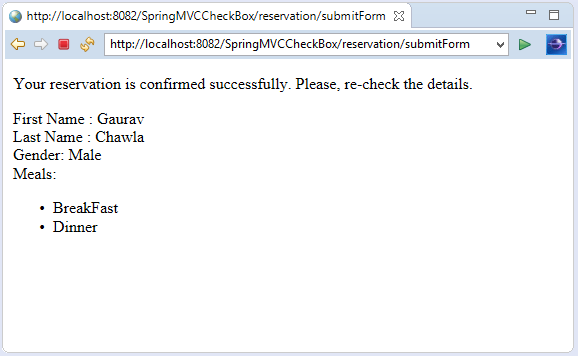 http://localhost:8082/SpringMVCCheckBox/reservation/submitForm
http://localhost:8082/SpringMVCCheckBox/reservation/submitForm
Your reservation is confirmed successfully. Please, re-check the details.
First Name : Gaurav
Last Name : Chawla
Gender: Male
Meals:
• BreakFast
• Dinner